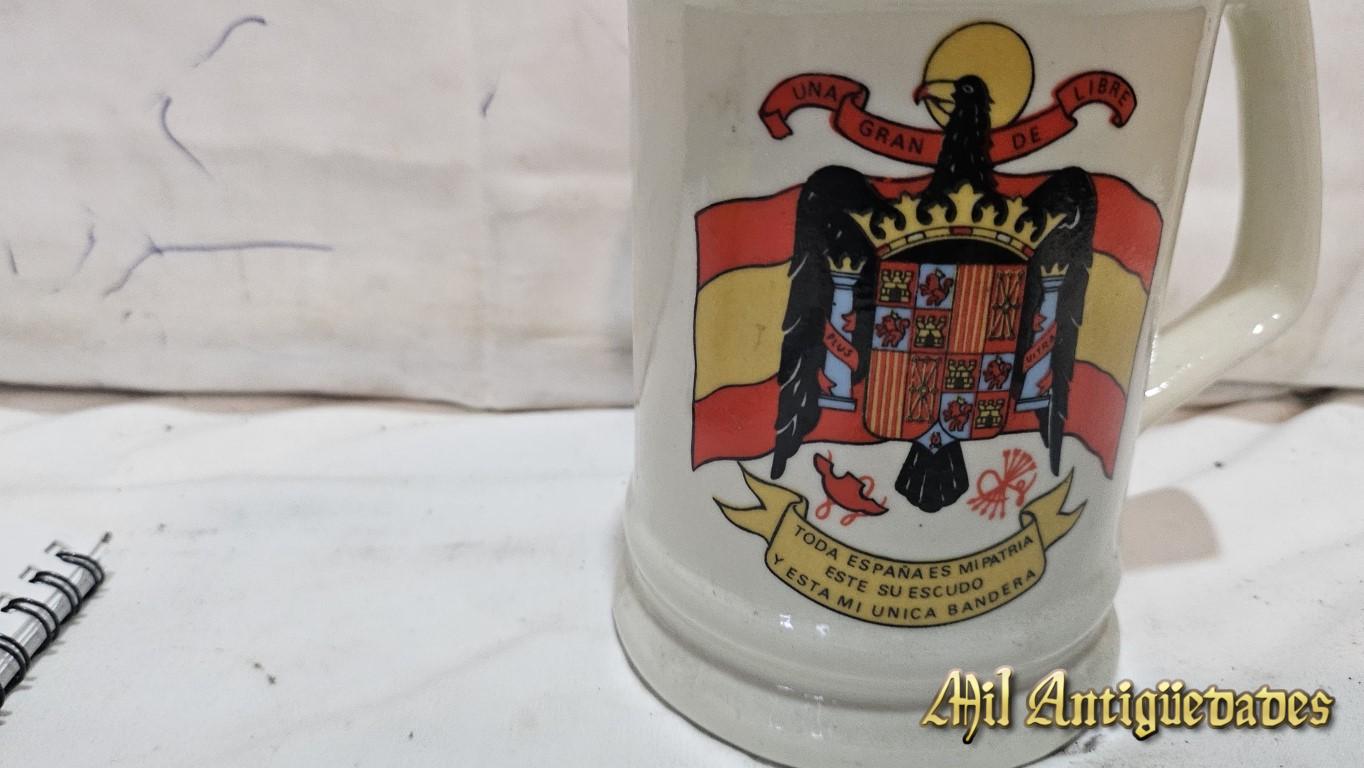 UNA GRAN DE LIBRE
PLUS
ULTRA
TODA ESPAÑA ES MI PATRIA
ESTE SU ESCUDO
Y ESTA MI UNICA BANDERA
Mil Antigüedades